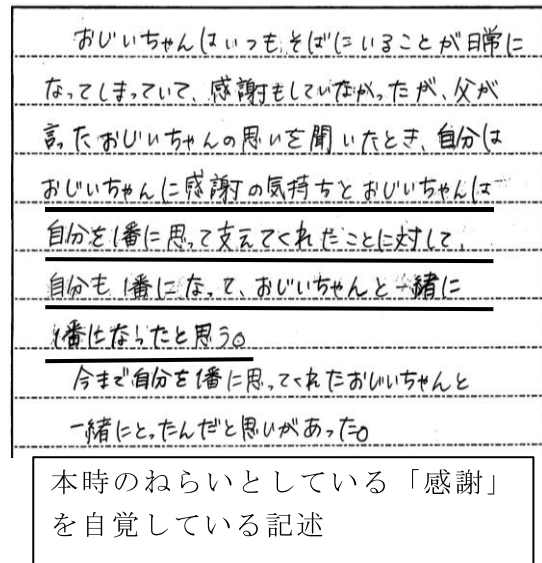 おじいちゃんはいつも、そばにいることが日常に
なってしまっていて、感謝もしていなかったが、父が
言ったおじいちゃんの思いを聞いたとき、自分は
おじいちゃんに感謝の気持ちとおじいちゃんは
自分を1番に思って支えてくれたことに対して、
自分も1番になって、おじいちゃんと一緒に
1番になったと思う。
今まで自分を1番に思ってくれたおじいちゃんと
一緒にとったんだと思いがあった。
本時のねらいとしている「感謝」
を自覚している記述